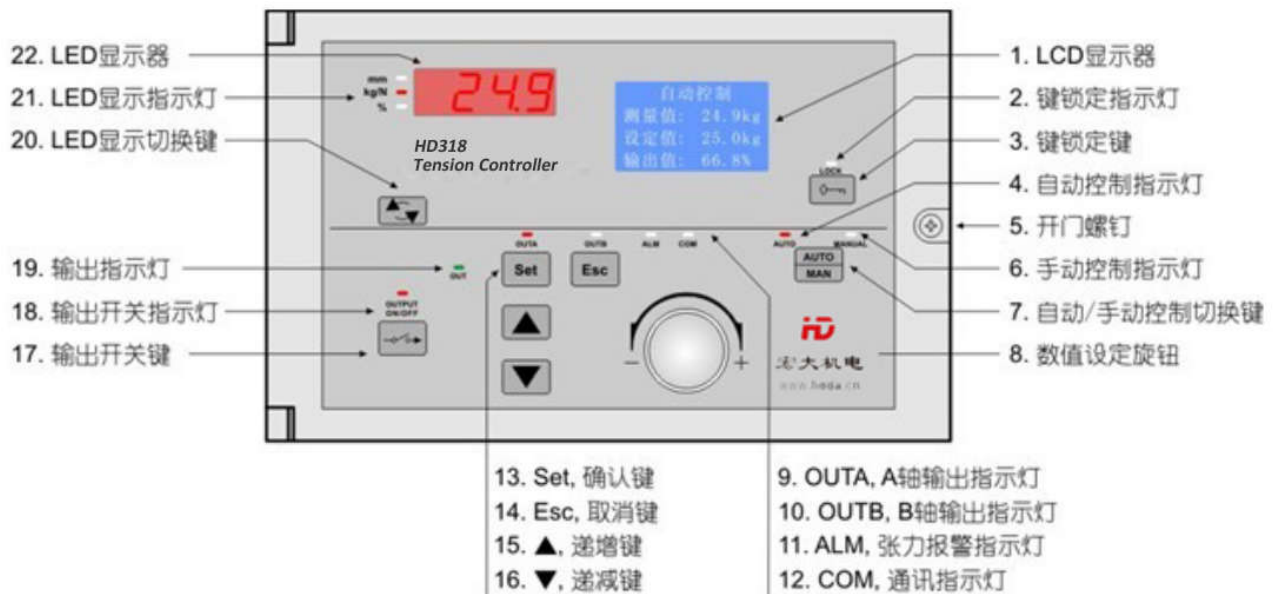 22. LED显示器
21. LED显示指示灯
20. LED显示切换键
19. 输出指示灯
18. 输出开关指示灯
17. 输出开关键
mm
kg/N
%
24.9
HD318
Tension Controller
自动控制
测量值: 24.9kg
设定值: 25.0kg
输出值: 66.8%
LOCK
OUTA
OUTB
ALM
COM
AUTO
MANUAL
OUT
Set
Esc
AUTO
MAN
OUTPUT
ON/OFF
− +
HD
宏大机电
www.hoda.cn
1. LCD显示器
2. 键锁定指示灯
3. 键锁定键
4. 自动控制指示灯
5. 开门螺钉
6. 手动控制指示灯
7. 自动/手动控制切换键
8. 数值设定旋钮
13. Set, 确认键
14. Esc, 取消键
15. ▲, 递增键
16. ▼, 递减键
9. OUTA, A轴输出指示灯
10. OUTB, B轴输出指示灯
11. ALM, 张力报警指示灯
12. COM, 通讯指示灯